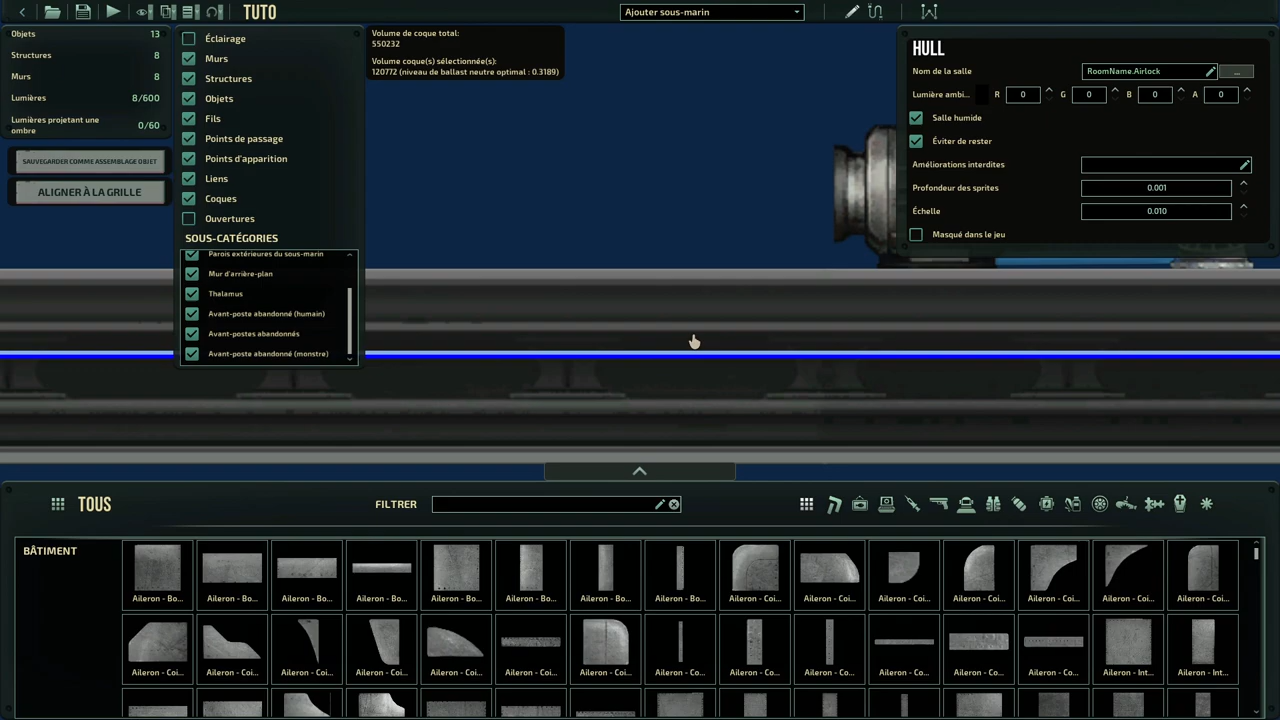 TUTO
Ajouter sous-marin
Objets 13
Structures 8
Murs 8
Lumières 8/600
Lumières projetant une ombre 0/60
SAUVEGARDER COMME ASSEMBLAGE OBJET
ALIGNER À LA GRILLE
Éclairage
Murs
Structures
Objets
Fils
Points de passage
Points d'apparition
Liens
Coques
Ouvertures
SOUS-CATÉGORIES
Parois extérieures du sous-marin
Mur d'arrière-plan
Thalamus
Avant-poste abandonné (humain)
Avant-postes abandonnés
Avant-poste abandonné (monstre)
Volume de coque total:
550232
Volume coque(s) sélectionnée(s):
120772 (niveau de ballast neutre optimal : 0.3189)
HULL
Nom de la salle RoomName.Airlock ...
Lumière ambi... R 0 G 0 B 0 A 0
Salle humide
Éviter de rester
Améliorations interdites
Profondeur des sprites 0.001
Échelle 0.010
Masqué dans le jeu
TOUS
FILTRER
BÂTIMENT
Aileron - Bo... Aileron - Bo... Aileron - Bo... Aileron - Bo... Aileron - Bo... Aileron - Bo... Aileron - Bo... Aileron - Bo... Aileron - Coi... Aileron - Coi... Aileron - Coi... Aileron - Coi... Aileron - Coi... Aileron - Coi... Aileron - Coi...
Aileron - Coi... Aileron - Coi... Aileron - Coi... Aileron - Coi... Aileron - Coi... Aileron - Coi... Aileron - Coi... Aileron - Co... Aileron - Co... Aileron - Co... Aileron - Co... Aileron - Co... Aileron - Co... Aileron - Int... Aileron - Int...